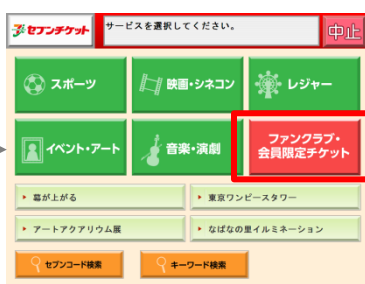 セブンチケット
サービスを選択してください。
中止
スポーツ
映画・シネコン
レジャー
イベント・アート
音楽・演劇
ファンクラブ・
会員限定チケット
幕が上がる
東京ワンピースタワー
アートアクアリウム展
なばなの里イルミネーション
セブンコード検索
キーワード検索